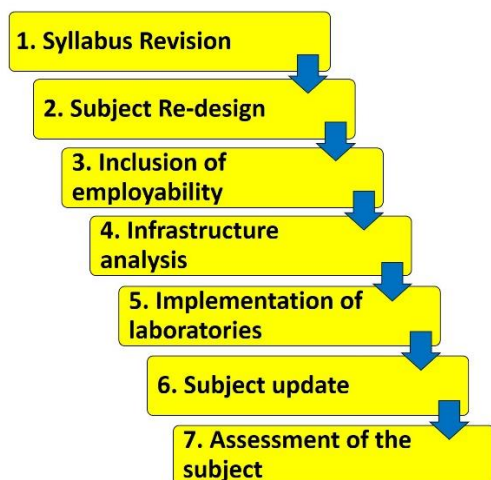 1. Syllabus Revision
2. Subject Re-design
3. Inclusion of
employability
4. Infrastructure
analysis
5. Implementation of
laboratories
6. Subject update
7. Assessment of the
subject